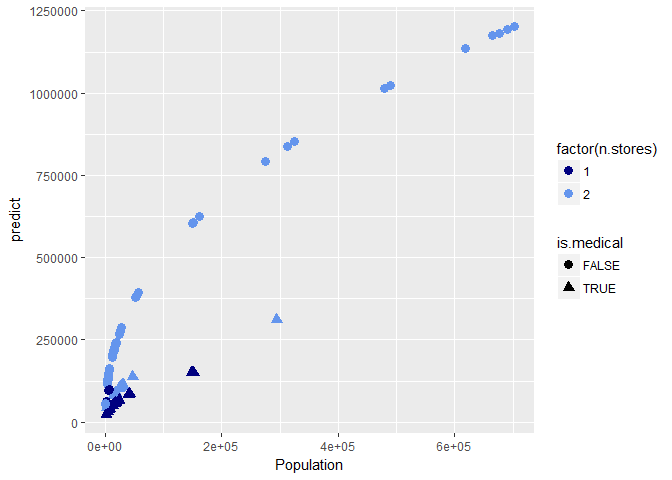 1250000
1000000
750000
500000
250000
0
predict
0e+00
2e+05
4e+05
6e+05
Population
factor(n.stores)
1
2
is.medical
FALSE
TRUE